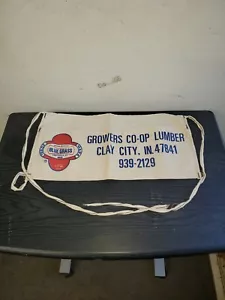 BLUE GRASS
GROWERS CO-OP LUMBER
CLAY CITY, IN. 47841
939-2129